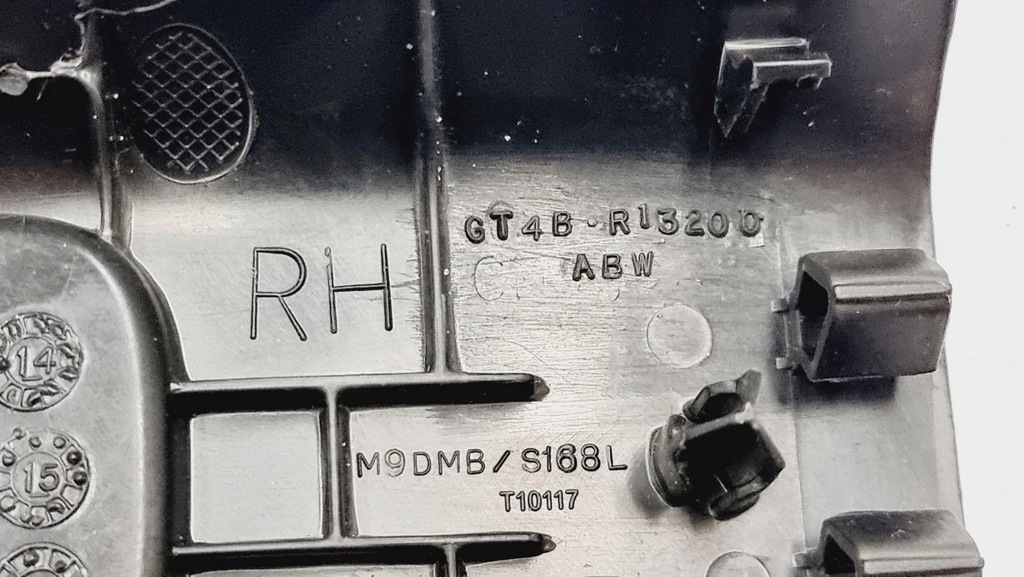 GT4B-R13200
ABW
RH
14
M9DMB/S168L
15
T10117